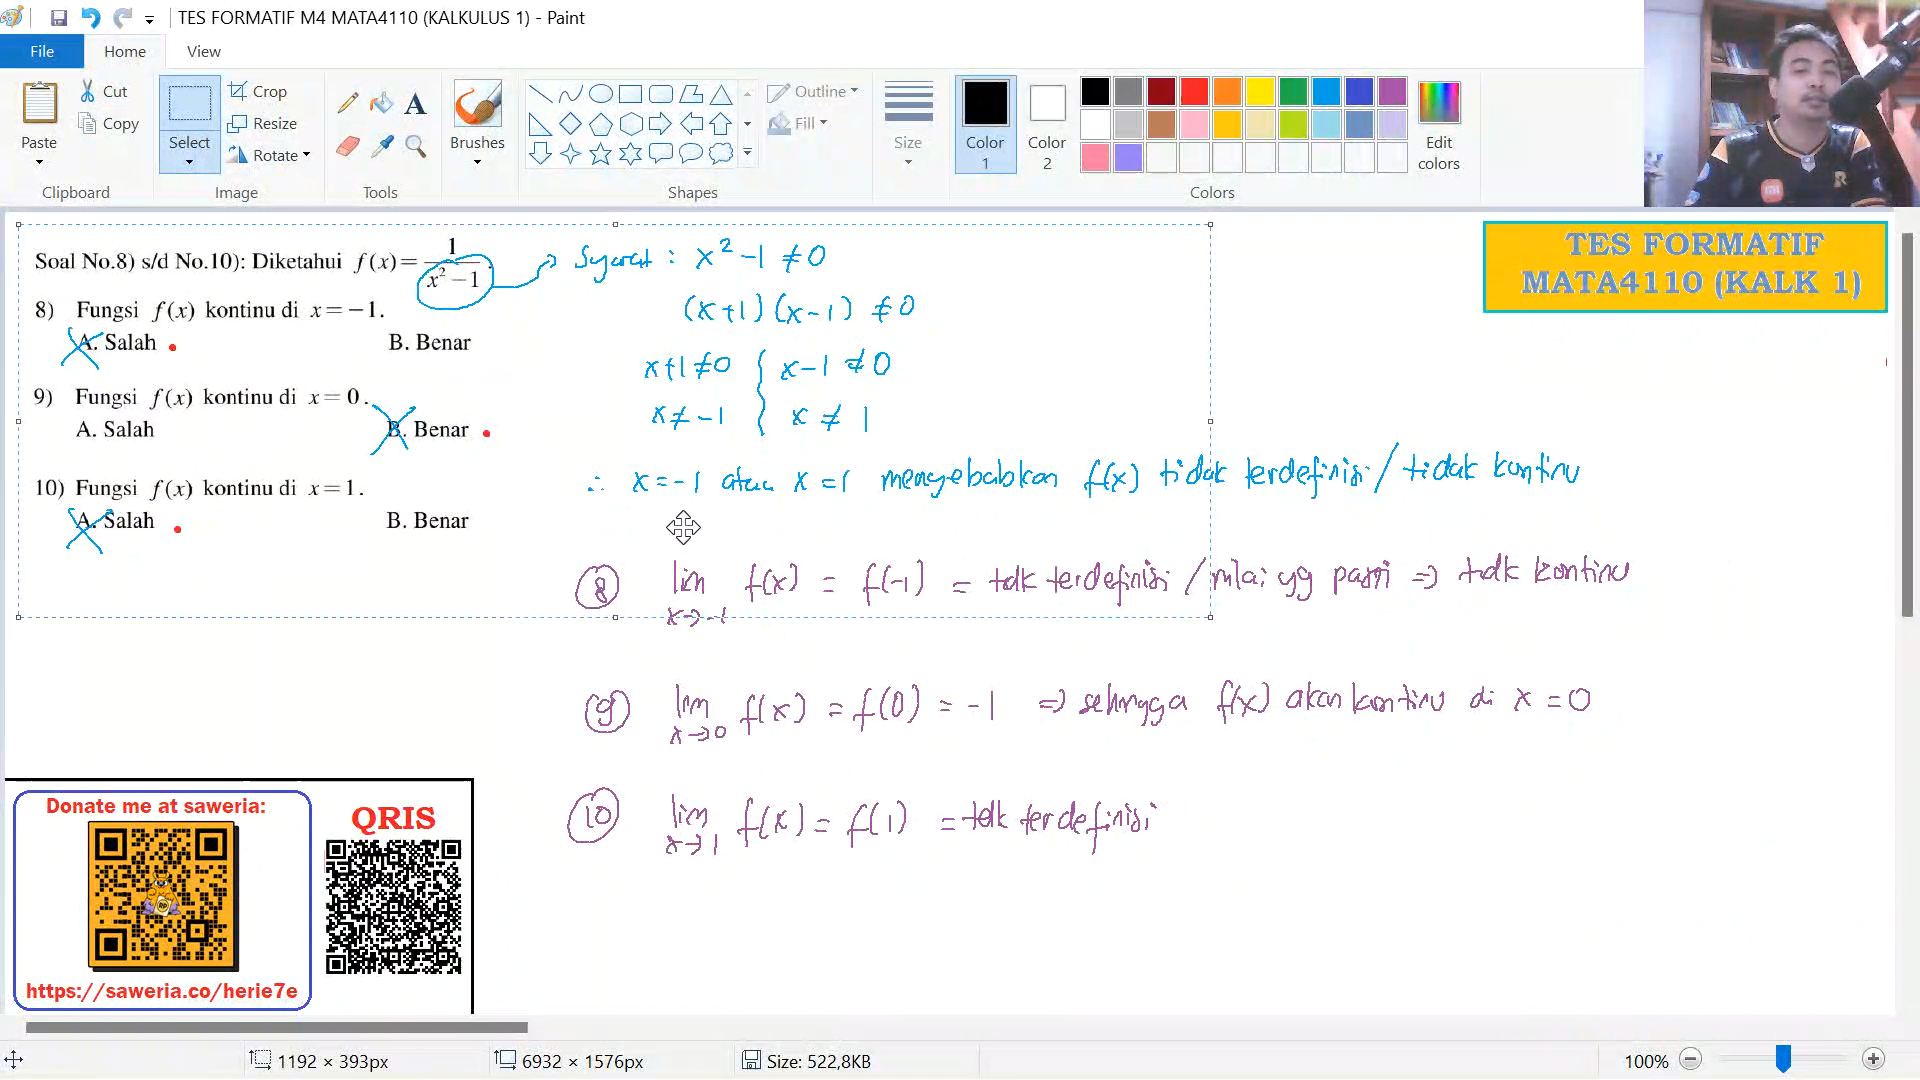 TES FORMATIF M4 MATA4110 (KALKULUS 1) - Paint
File
Home
View
Paste
Cut
Copy
Clipboard
Select
Crop
Resize
Rotate
Image
Tools
Brushes
Outline
Fill
Shapes
Size
Color 1
Color 2
Edit colors
Colors
TES FORMATIF
MATA4110 (KALK 1)
Soal No.8) s/d No.10): Diketahui f(x) = 1/(x² − 1).
8) Fungsi f(x) kontinu di x = −1.
A. Salah B. Benar
9) Fungsi f(x) kontinu di x = 0.
A. Salah B. Benar
10) Fungsi f(x) kontinu di x = 1.
A. Salah B. Benar
Syarat : x² − 1 ≠ 0
(x+1) (x−1) ≠ 0
x+1 ≠ 0 { x−1 ≠ 0
x ≠ −1 { x ≠ 1
∴ x = −1 atau x = 1 menyebabkan f(x) tidak terdefinisi / tidak kontinu
(8) lim x→−1 f(x) = f(−1) = tdk terdefinisi / nilai yg pasti ⇒ tdk kontinu
(9) lim x→0 f(x) = f(0) = −1 ⇒ sehingga f(x) akan kontinu di x = 0
(10) lim x→1 f(x) = f(1) = tdk terdefinisi
Donate me at saweria:
https://saweria.co/herie7e
QRIS
1192 × 393px
6932 × 1576px
Size: 522,8KB
100%